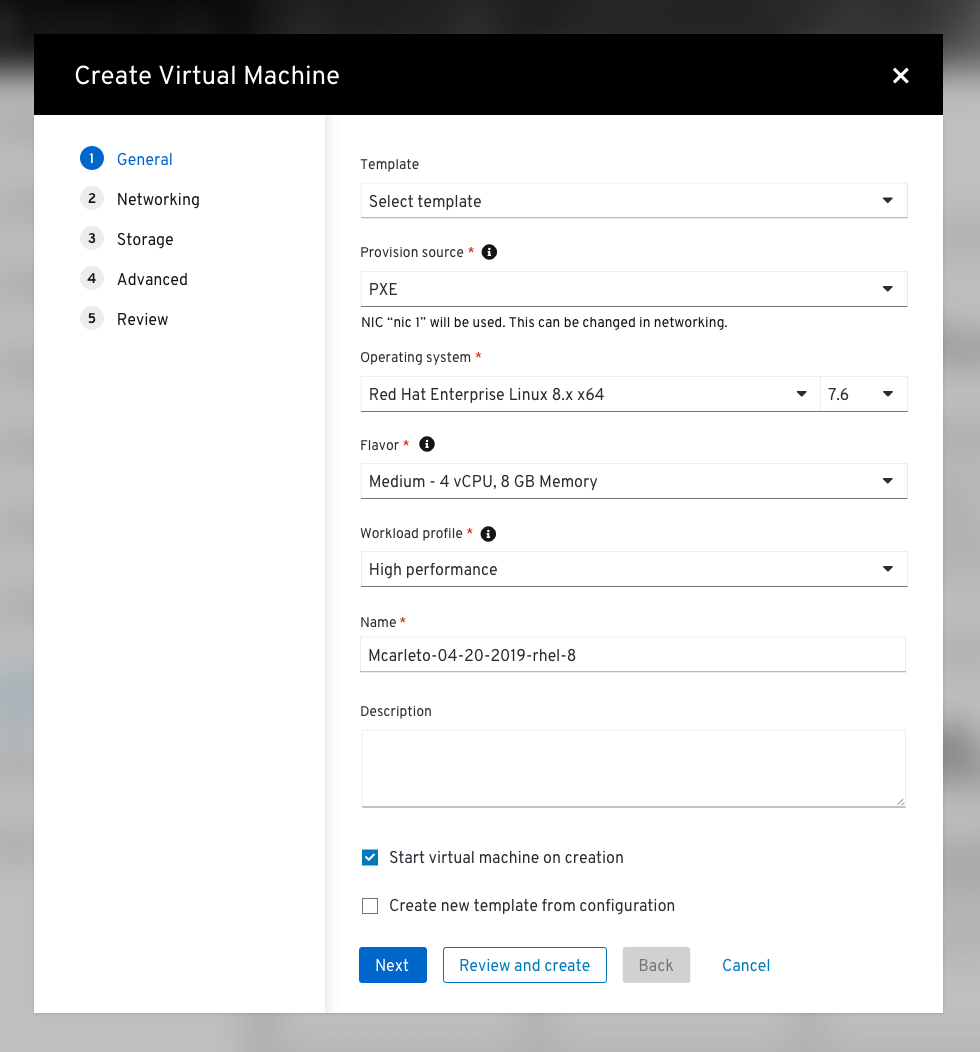 Create Virtual Machine
1 General
2 Networking
3 Storage
4 Advanced
5 Review
Template
Select template
Provision source *
PXE
NIC “nic 1” will be used. This can be changed in networking.
Operating system *
Red Hat Enterprise Linux 8.x x64 7.6
Flavor *
Medium - 4 vCPU, 8 GB Memory
Workload profile *
High performance
Name *
Mcarleto-04-20-2019-rhel-8
Description
Start virtual machine on creation
Create new template from configuration
Next Review and create Back Cancel